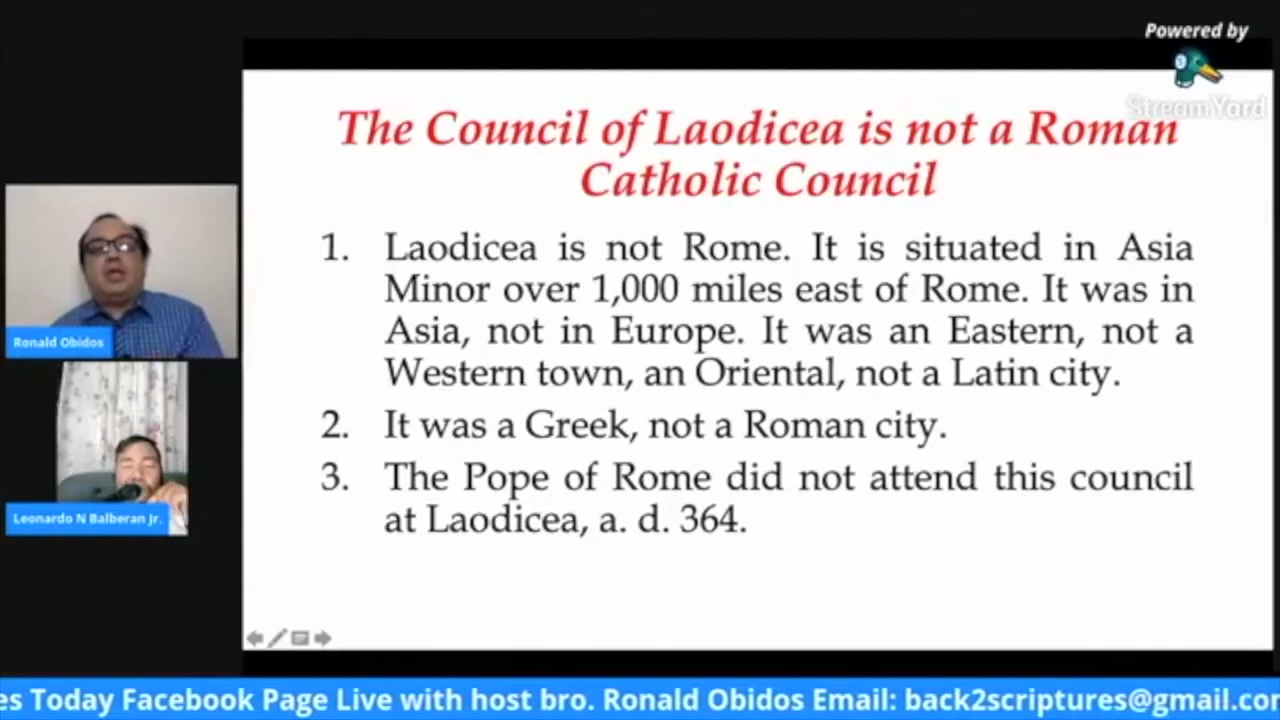 Powered by
StreamYard
The Council of Laodicea is not a Roman
Catholic Council
1. Laodicea is not Rome. It is situated in Asia
Minor over 1,000 miles east of Rome. It was in
Asia, not in Europe. It was an Eastern, not a
Western town, an Oriental, not a Latin city.
2. It was a Greek, not a Roman city.
3. The Pope of Rome did not attend this council
at Laodicea, a. d. 364.
Ronald Obidos
Leonardo N Balberan Jr.
es Today Facebook Page Live with host bro. Ronald Obidos Email: back2scriptures@gmail.com